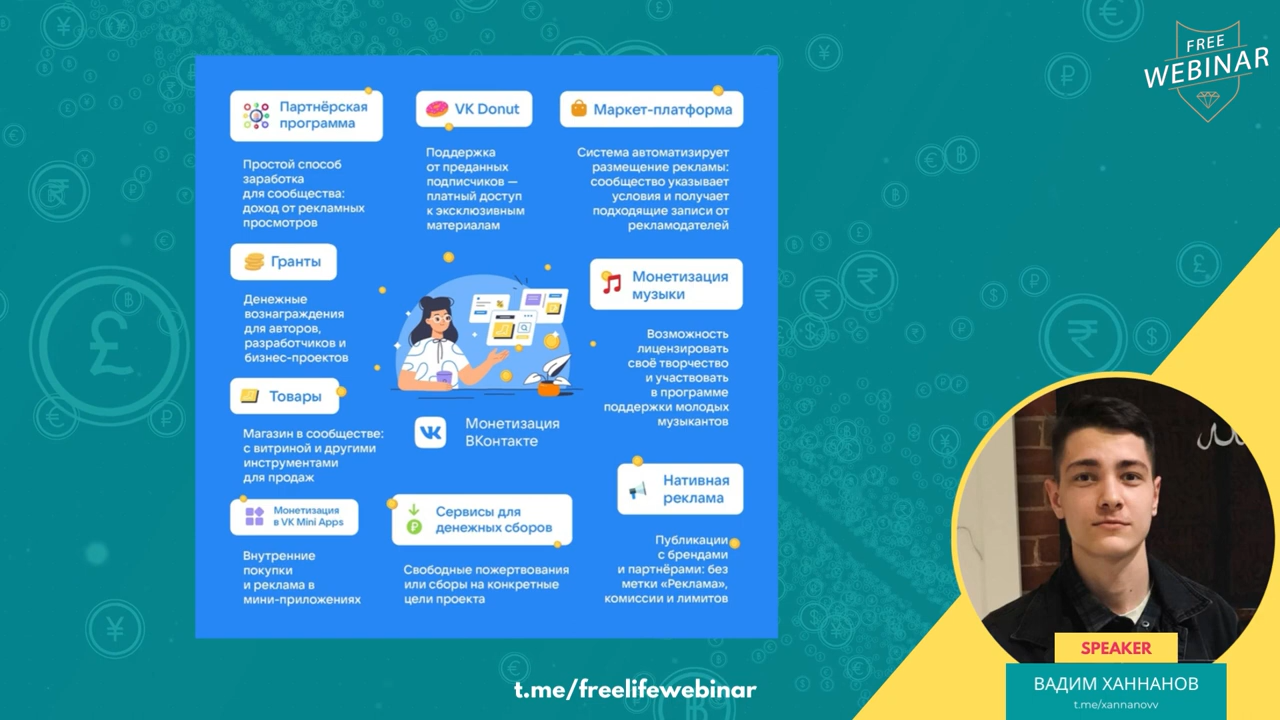 FREE
WEBINAR
Партнёрская
программа
Простой способ
заработка
для сообщества:
доход от рекламных
просмотров
VK Donut
Поддержка
от преданных
подписчиков —
платный доступ
к эксклюзивным
материалам
Маркет-платформа
Система автоматизирует
размещение рекламы:
сообщество указывает
условия и получает
подходящие записи от
рекламодателей
Гранты
Денежные
вознаграждения
для авторов,
разработчиков и
бизнес-проектов
Монетизация
музыки
Возможность
лицензировать
своё творчество
и участвовать
в программе
поддержки молодых
музыкантов
Товары
Магазин в сообществе:
с витриной и другими
инструментами
для продаж
Монетизация
ВКонтакте
Монетизация
в VK Mini Apps
Внутренние
покупки
и реклама в
мини-приложениях
Сервисы для
денежных сборов
Свободные пожертвования
или сборы на конкретные
цели проекта
Нативная
реклама
Публикации
с брендами
и партнёрами: без
метки «Реклама»,
комиссии и лимитов
SPEAKER
ВАДИМ ХАННАНОВ
t.me/xannanovv
t.me/freelifewebinar